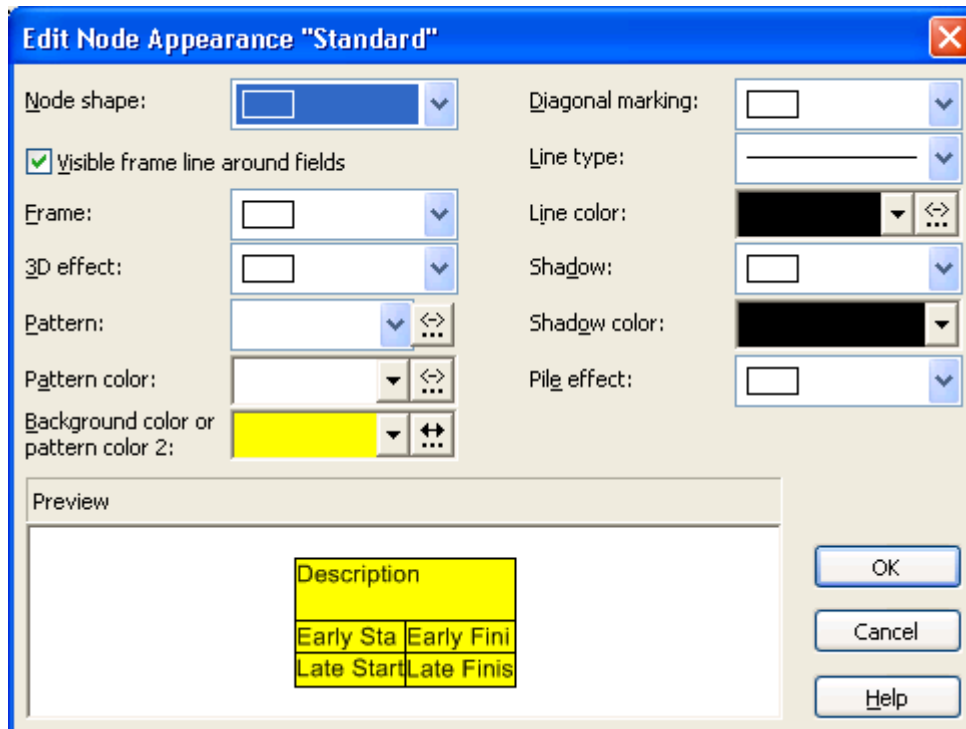 Edit Node Appearance "Standard"
Node shape:
Diagonal marking:
Visible frame line around fields
Line type:
Frame:
Line color:
3D effect:
Shadow:
Pattern:
Shadow color:
Pattern color:
Pile effect:
Background color or
pattern color 2:
Preview
Description
Early Sta Early Fini
Late Start Late Finis
OK
Cancel
Help